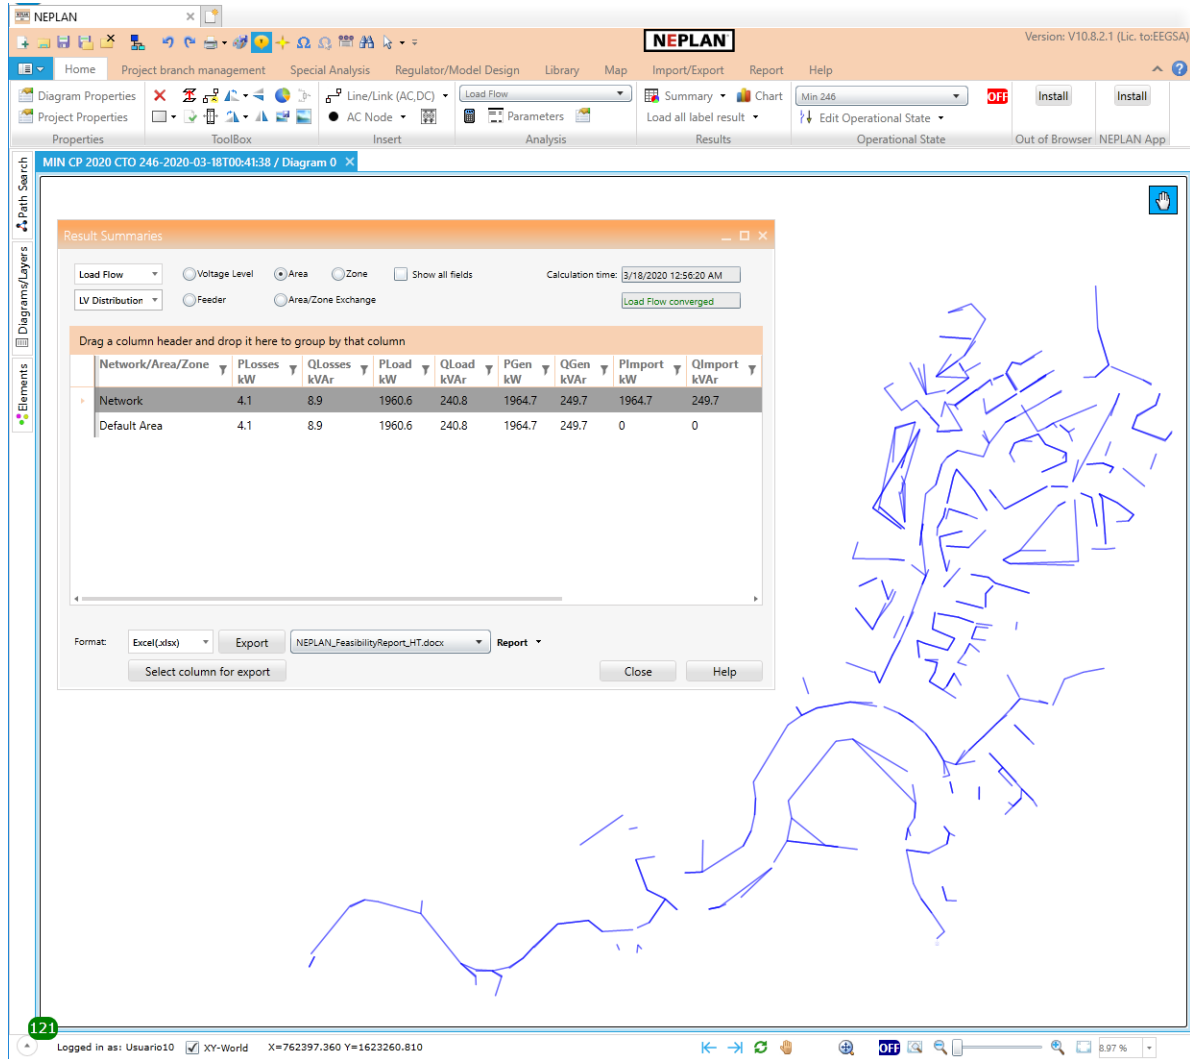 NEPLAN
NEPLAN
Version: V10.8.2.1 (Lic. to:EEGSA)
Home Project branch management Special Analysis Regulator/Model Design Library Map Import/Export Report Help
Diagram Properties Line/Link (AC,DC) Load Flow Summary Chart Min 246 OFF Install Install
Project Properties AC Node Parameters Load all label result Edit Operational State
Properties ToolBox Insert Analysis Results Operational State Out of Browser NEPLAN App
MIN CP 2020 CTO 246-2020-03-18T00:41:38 / Diagram 0
Path Search
Diagrams/Layers
Elements
Result Summaries
Load Flow Voltage Level Area Zone Show all fields Calculation time: 3/18/2020 12:56:20 AM
LV Distribution Feeder Area/Zone Exchange Load Flow converged
Drag a column header and drop it here to group by that column
Network/Area/Zone PLosses QLosses PLoad QLoad PGen QGen PImport QImport
kW kVAr kW kVAr kW kVAr kW kVAr
Network 4.1 8.9 1960.6 240.8 1964.7 249.7 1964.7 249.7
Default Area 4.1 8.9 1960.6 240.8 1964.7 249.7 0 0
Format: Excel(.xlsx) Export NEPLAN_FeasibilityReport_HT.docx Report
Select column for export Close Help
121
Logged in as: Usuario10 XY-World X=762397.360 Y=1623260.810 OFF 8.97 %